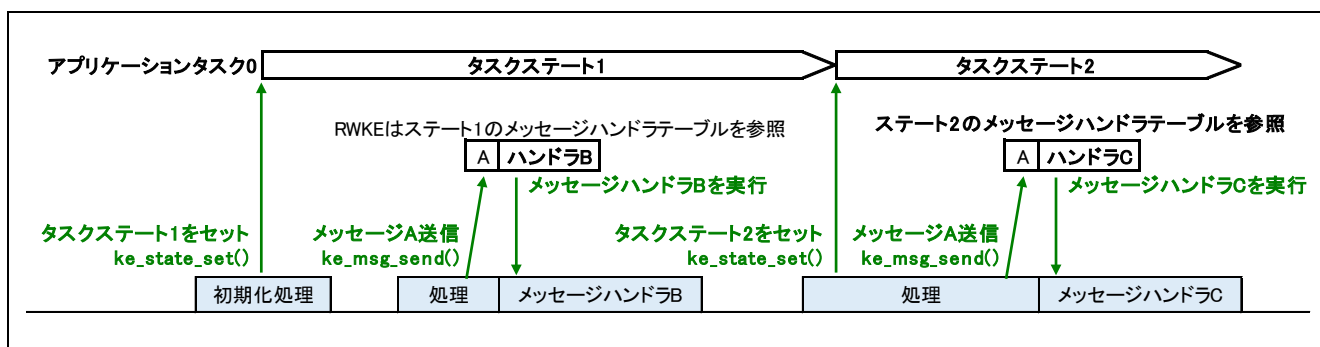 アプリケーションタスク0
タスクステート1
タスクステート2
RWKEはステート1のメッセージハンドラテーブルを参照
ステート2のメッセージハンドラテーブルを参照
A
ハンドラB
A
ハンドラC
メッセージハンドラBを実行
メッセージハンドラCを実行
タスクステート1をセット
ke_state_set()
メッセージA送信
ke_msg_send()
タスクステート2をセット
ke_state_set()
メッセージA送信
ke_msg_send()
初期化処理
処理
メッセージハンドラB
処理
メッセージハンドラC